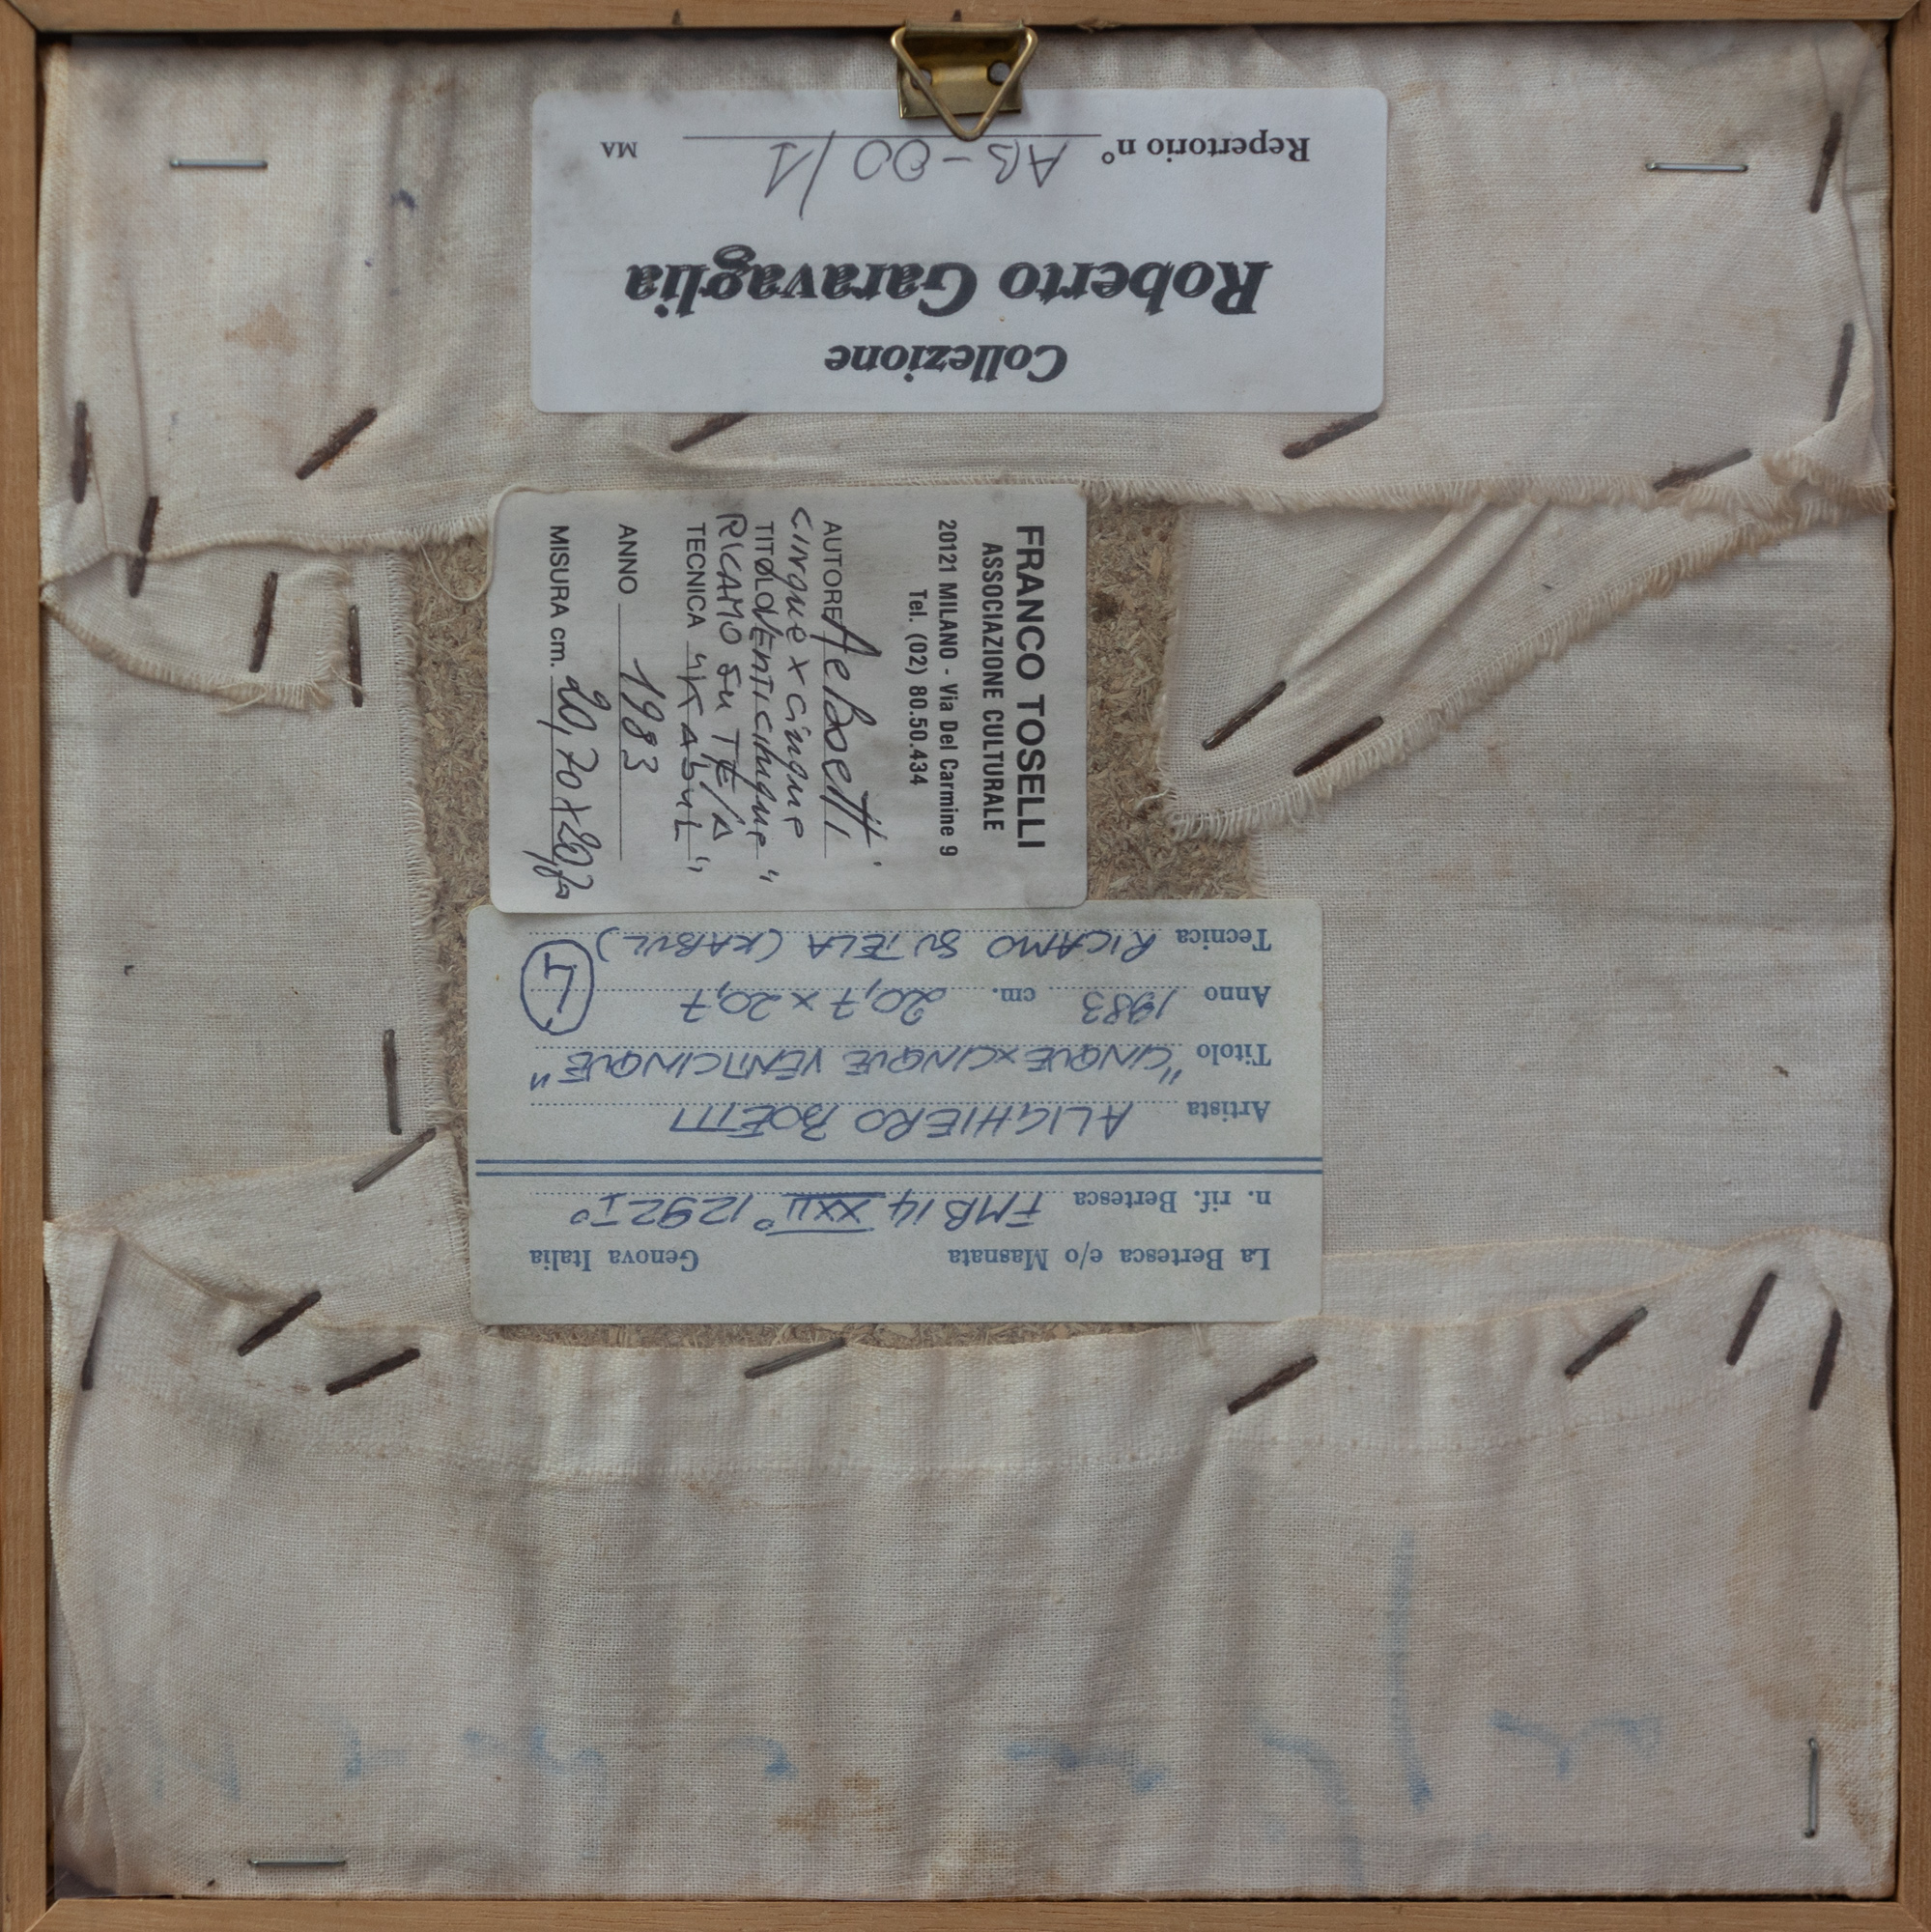 Collezione
Roberto Garavaglia
Repertorio n° AB-00/1 MA
FRANCO TOSELLI
ASSOCIAZIONE CULTURALE
20121 MILANO - Via Del Carmine 9
Tel. (02) 80.50.434
AUTORE Ae Boetti
cinque x cinque
TITOLO VENTICINQUE"
RICAMO SU TELA
TECNICA "KABUL"
ANNO 1983
MISURA cm. 20,70 x 20,70
La Bertesca e/o Masnata Genova Italia
n. rif. Bertesca FMB 14 XXII° 1292 I°
Artista ALIGHIERO BOETTI
Titolo "CINQUE x CINQUE VENTICINQUE"
Anno 1983 cm. 20,7 x 20,7
Tecnica RICAMO SU TELA (KABUL)